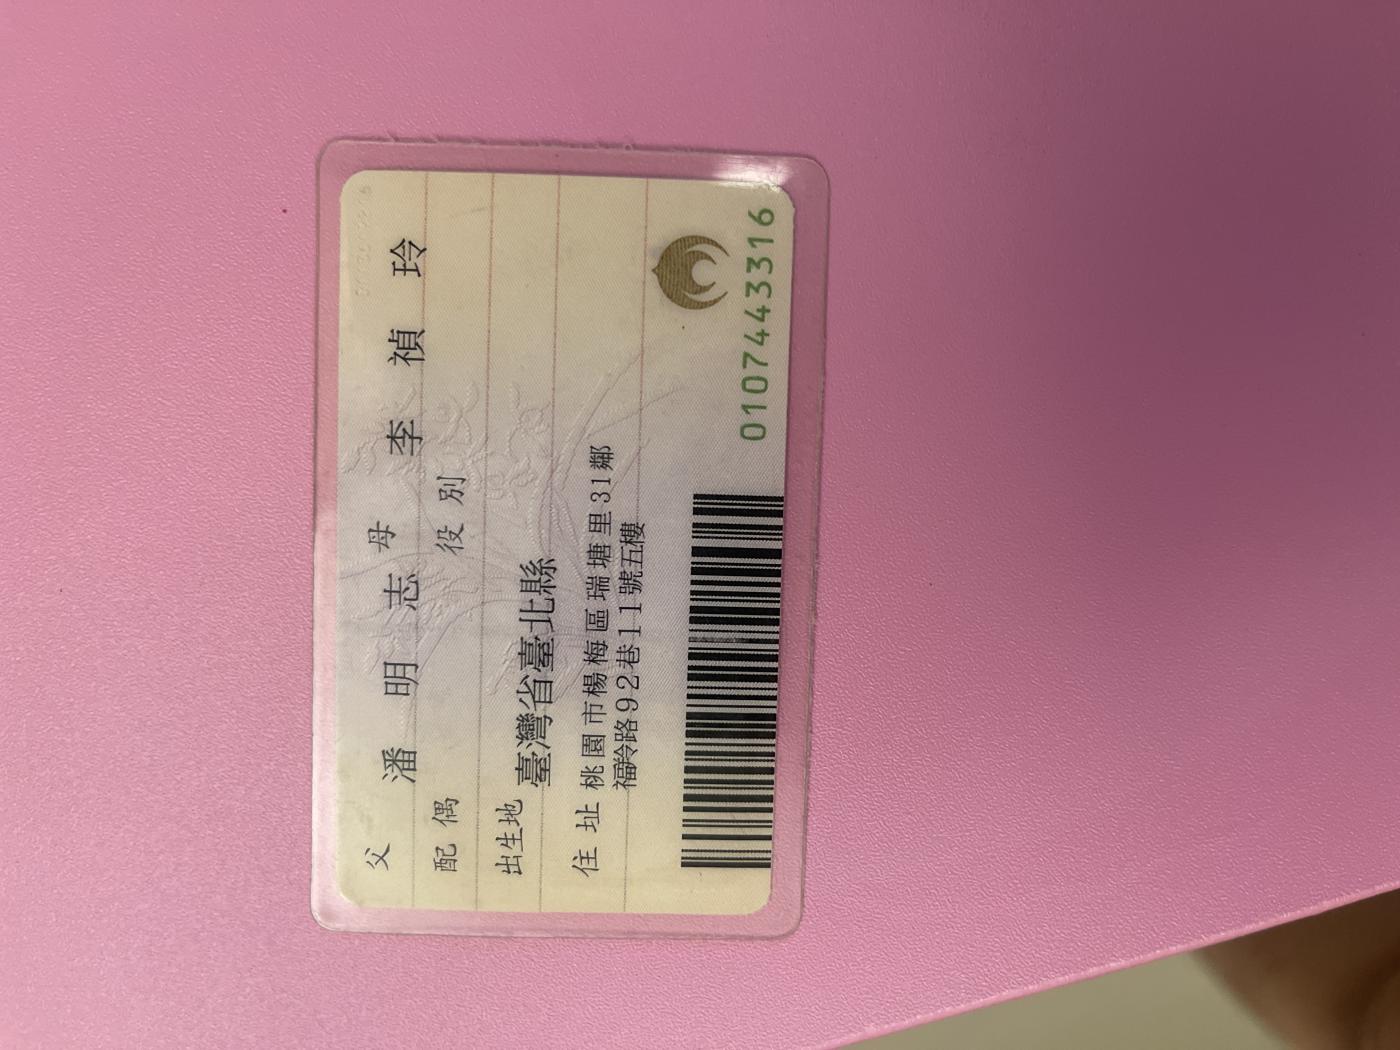 父 潘明志 母 李禎玲
配偶 役別
出生地 臺灣省臺北縣
住址 桃園市楊梅區瑞塘里31鄰
福羚路92巷11號五樓
0107443316